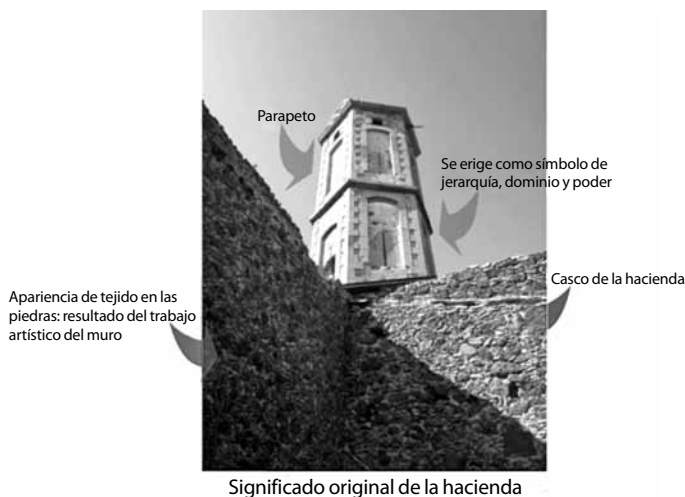 Parapeto
Se erige como símbolo de
jerarquía, dominio y poder
Casco de la hacienda
Apariencia de tejido en las
piedras: resultado del trabajo
artístico del muro
Significado original de la hacienda